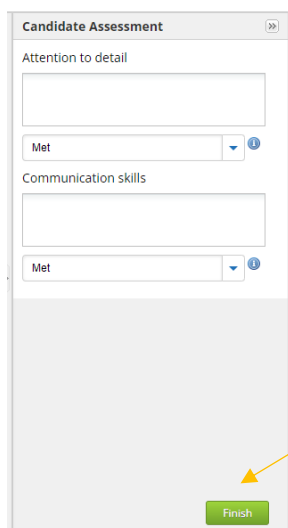 Candidate Assessment
Attention to detail
Met
Communication skills
Met
Finish